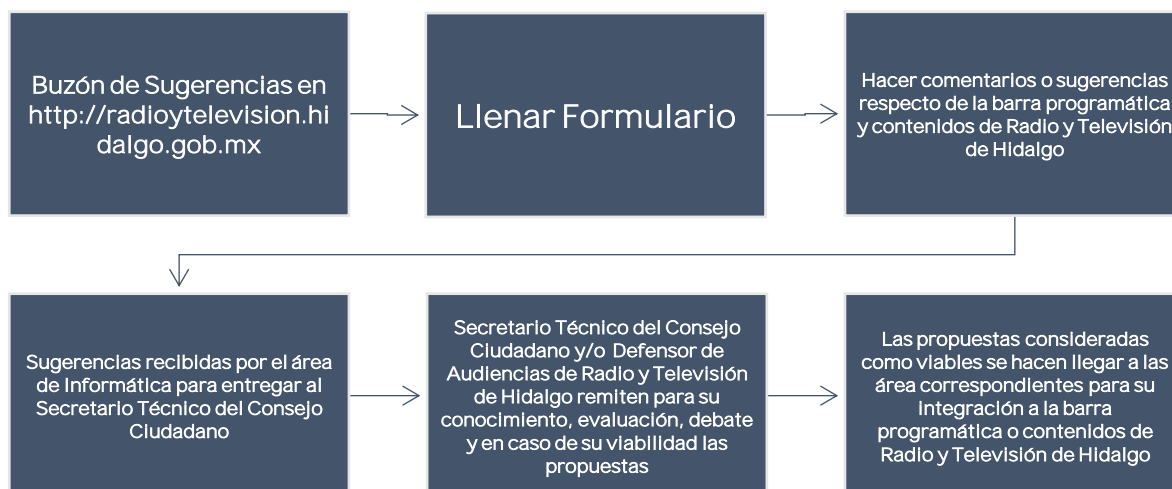 Buzón de Sugerencias en
http://radioytelevision.hi
dalgo.gob.mx
Llenar Formulario
Hacer comentarios o sugerencias
respecto de la barra programática
y contenidos de Radio y Televisión
de Hidalgo
Sugerencias recibidas por el área
de Informática para entregar al
Secretario Técnico del Consejo
Ciudadano
Secretario Técnico del Consejo
Ciudadano y/o Defensor de
Audiencias de Radio y Televisión
de Hidalgo remiten para su
conocimiento, evaluación, debate
y en caso de su viabilidad las
propuestas
Las propuestas consideradas
como viables se hacen llegar a las
área correspondientes para su
integración a la barra
programática o contenidos de
Radio y Televisión de Hidalgo